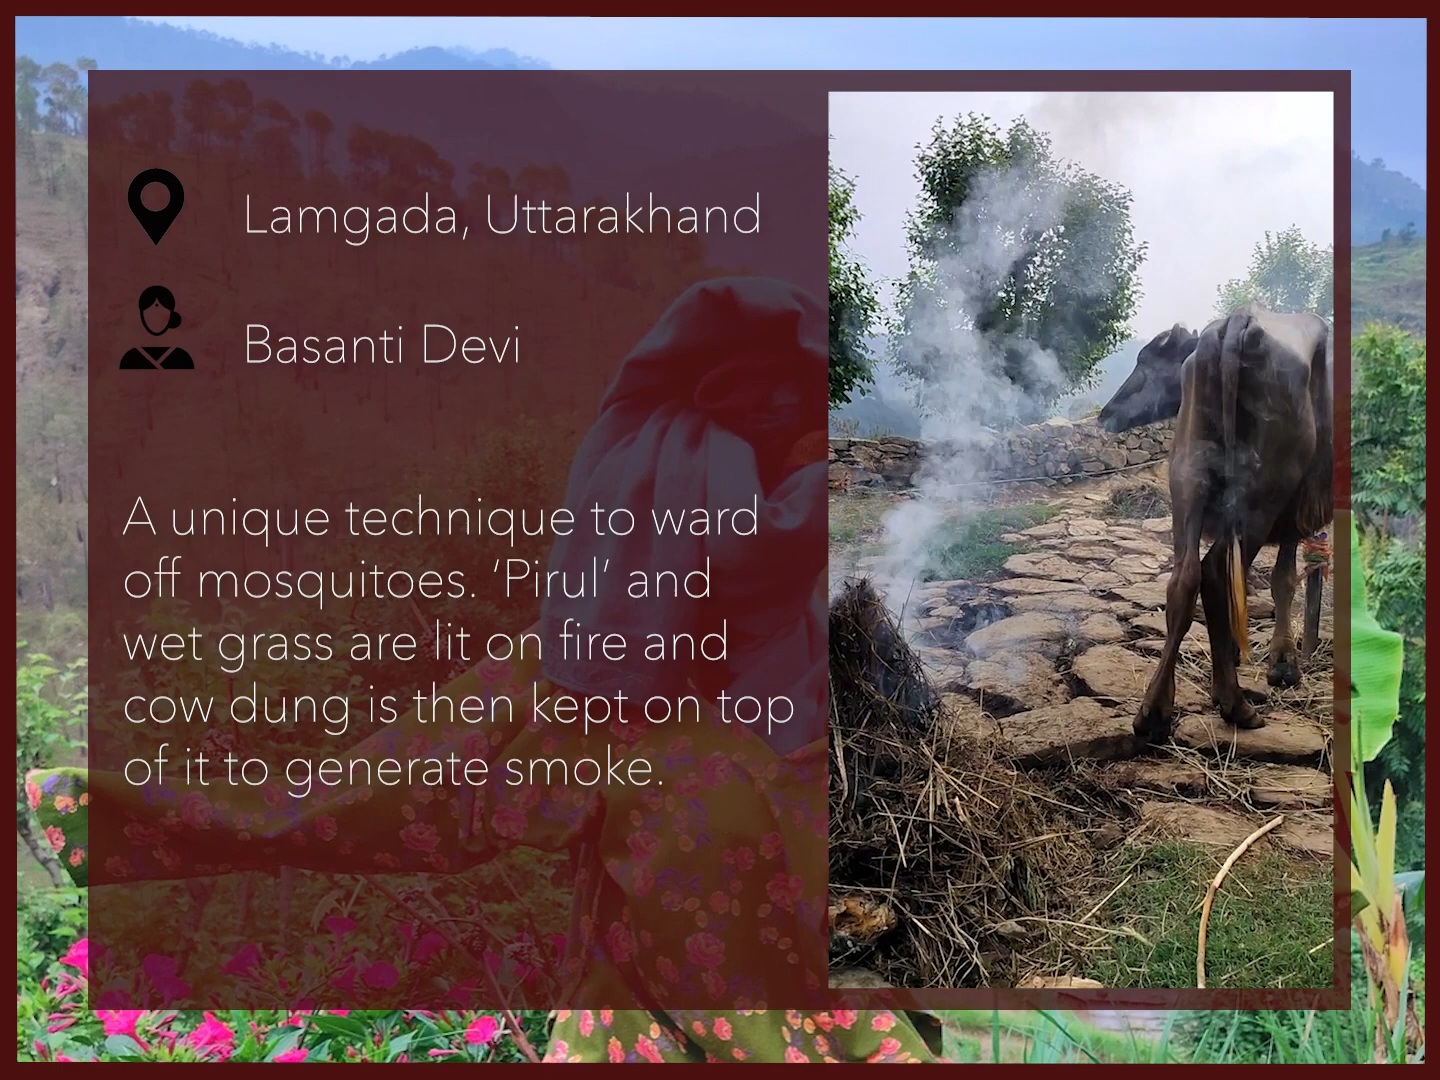 Lamgada, Uttarakhand
Basanti Devi
A unique technique to ward
off mosquitoes. ‘Pirul’ and
wet grass are lit on fire and
cow dung is then kept on top
of it to generate smoke.